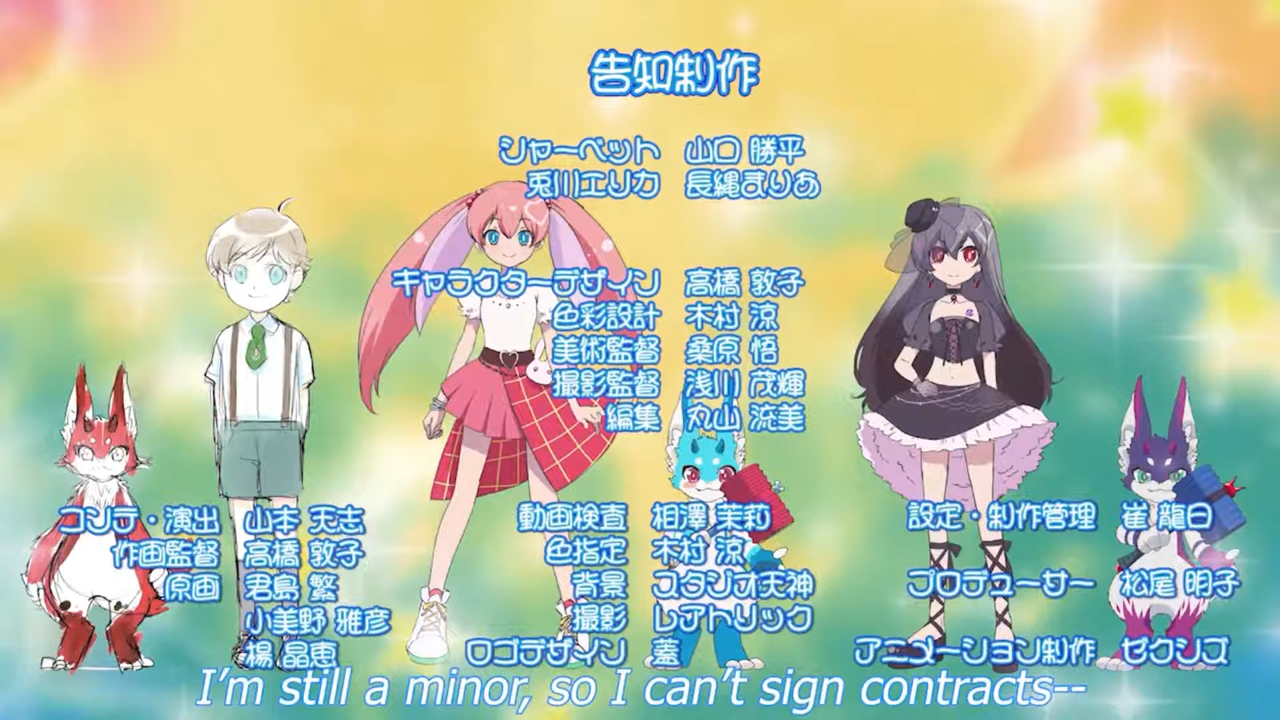 告知制作
シャーベット 山口 勝平
兎川エリカ 長縄まりあ
キャラクターデザイン 高橋 敦子
色彩設計 木村 涼
美術監督 桑原 悟
撮影監督 浅川 茂輝
編集 丸山 流美
コンテ・演出 山本 天志
作画監督 高橋 敦子
原画 君島 繁
小美野 雅彦
楊 晶恵
動画検査 相澤 茉莉
色指定 木村 涼
背景 スタジオ天神
撮影 レアトリック
ロゴデザイン 蓋
設定・制作管理 崔 龍日
プロデューサー 松尾 明子
アニメーション制作 ゼクシズ
I'm still a minor, so I can't sign contracts--